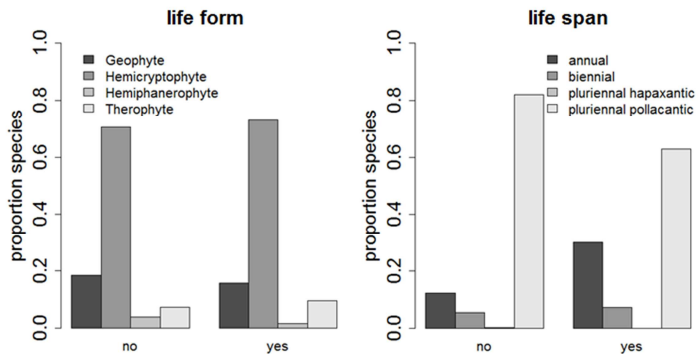 life form
proportion species
1.0
0.8
0.6
0.4
0.2
0.0
Geophyte
Hemicryptophyte
Hemiphanerophyte
Therophyte
no
yes
life span
proportion species
1.0
0.8
0.6
0.4
0.2
0.0
annual
biennial
pluriennal hapaxantic
pluriennal pollacantic
no
yes